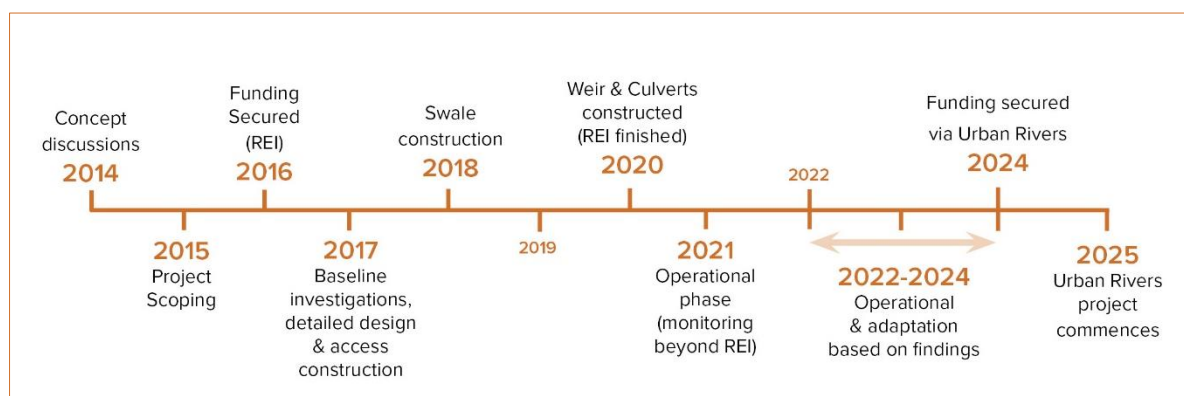 Concept
discussions
2014
2015
Project
Scoping
Funding
Secured
(REI)
2016
2017
Baseline
investigations,
detailed design
& access
construction
Swale
construction
2018
2019
Weir & Culverts
constructed
(REI finished)
2020
2021
Operational
phase
(monitoring
beyond REI)
2022
2022-2024
Operational
& adaptation
based on findings
Funding secured
via Urban Rivers
2024
2025
Urban Rivers
project
commences